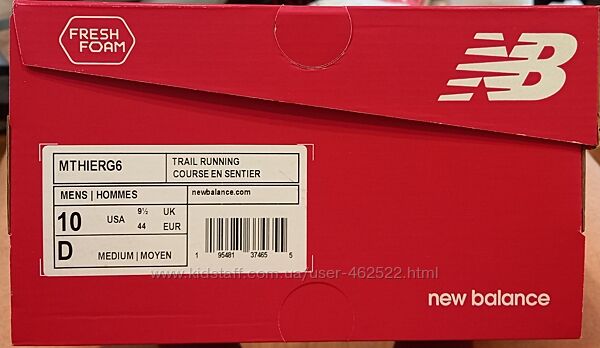 FRESH
FOAM
NB
MTHIERG6
TRAIL RUNNING
COURSE EN SENTIER
MENS | HOMMES
newbalance.com
10 USA 9½ UK
44 EUR
D MEDIUM | MOYEN
1 95481 37465 5
www.kidstaff.com.ua/user-462522.html
new balance